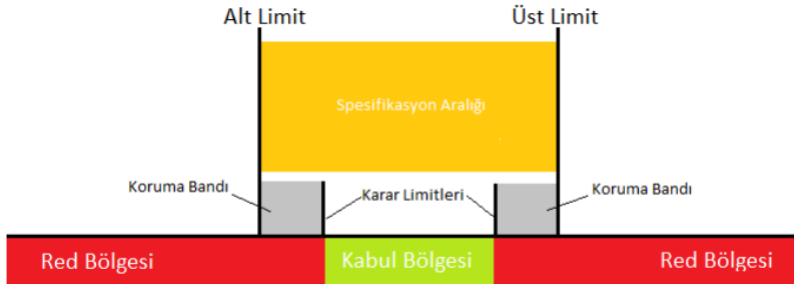 Alt Limit
Üst Limit
Spesifikasyon Aralığı
Koruma Bandı
Karar Limitleri
Koruma Bandı
Red Bölgesi
Kabul Bölgesi
Red Bölgesi